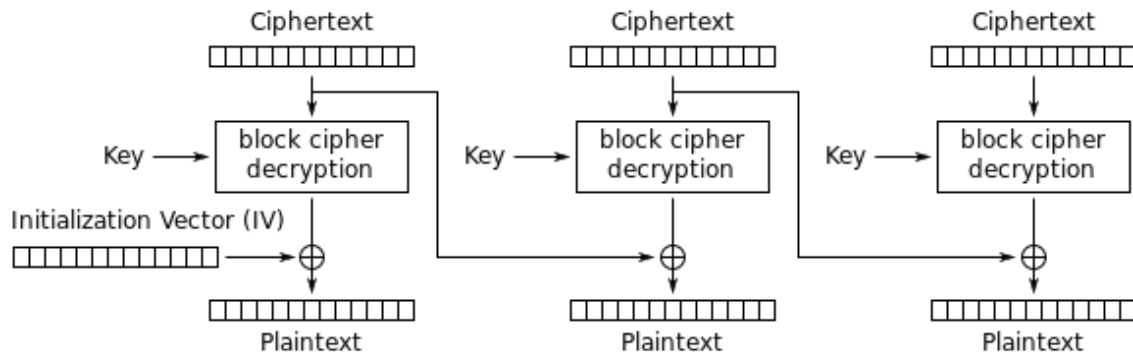 Ciphertext
Ciphertext
Ciphertext
Key
block cipher
decryption
Key
block cipher
decryption
Key
block cipher
decryption
Initialization Vector (IV)
Plaintext
Plaintext
Plaintext